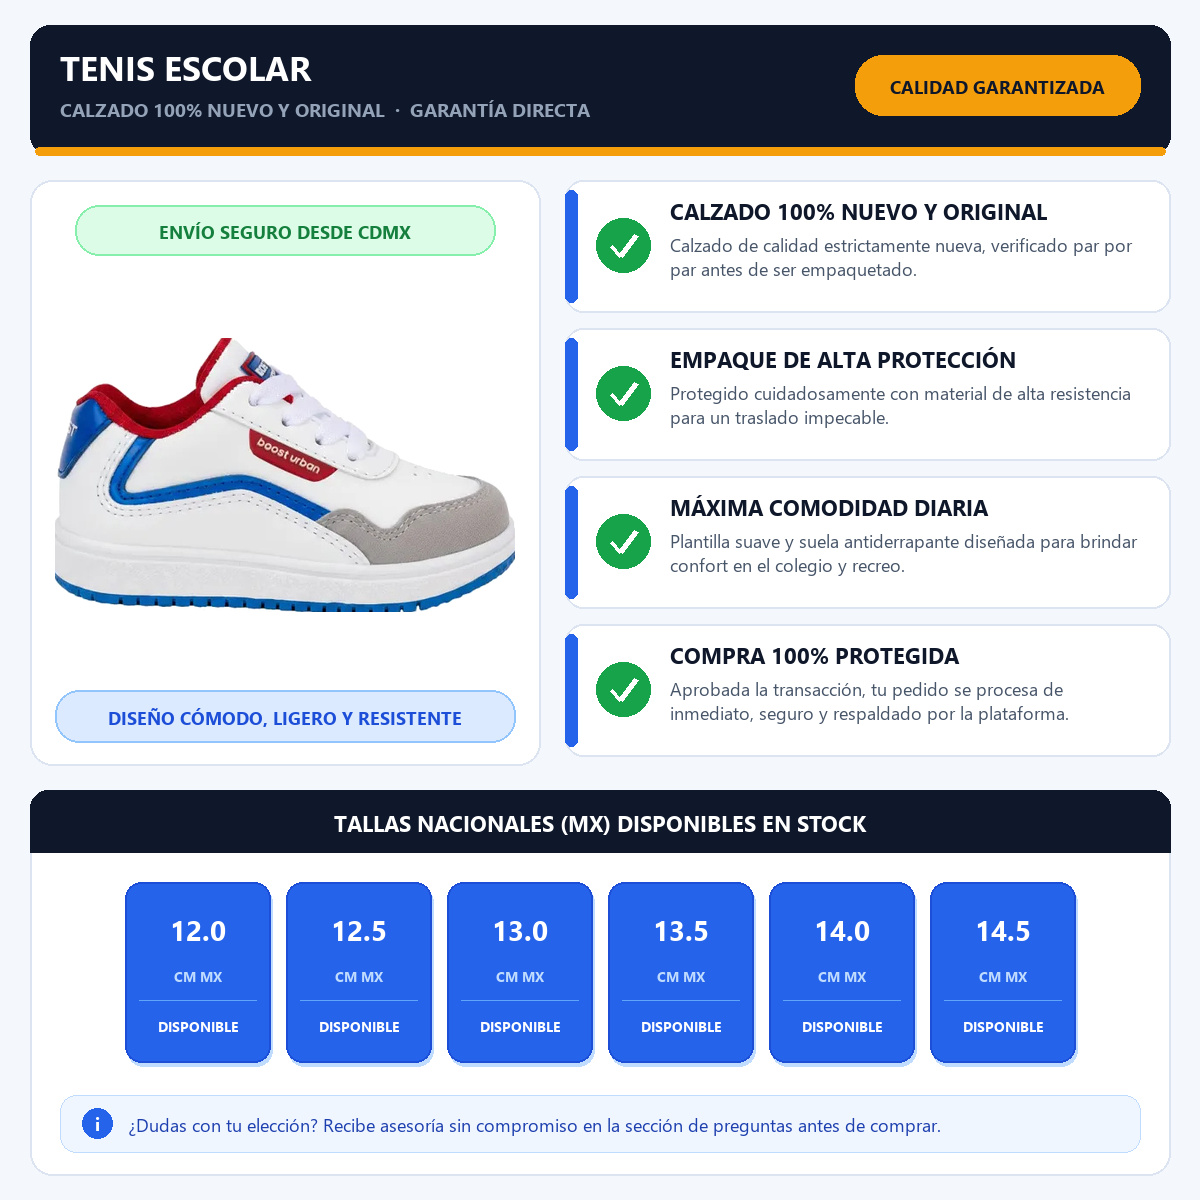 TENIS ESCOLAR
CALZADO 100% NUEVO Y ORIGINAL · GARANTÍA DIRECTA
CALIDAD GARANTIZADA
ENVÍO SEGURO DESDE CDMX
boost urban
DISEÑO CÓMODO, LIGERO Y RESISTENTE
CALZADO 100% NUEVO Y ORIGINAL
Calzado de calidad estrictamente nueva, verificado par por
par antes de ser empaquetado.
EMPAQUE DE ALTA PROTECCIÓN
Protegido cuidadosamente con material de alta resistencia
para un traslado impecable.
MÁXIMA COMODIDAD DIARIA
Plantilla suave y suela antiderrapante diseñada para brindar
confort en el colegio y recreo.
COMPRA 100% PROTEGIDA
Aprobada la transacción, tu pedido se procesa de
inmediato, seguro y respaldado por la plataforma.
TALLAS NACIONALES (MX) DISPONIBLES EN STOCK
12.0
CM MX
DISPONIBLE
12.5
CM MX
DISPONIBLE
13.0
CM MX
DISPONIBLE
13.5
CM MX
DISPONIBLE
14.0
CM MX
DISPONIBLE
14.5
CM MX
DISPONIBLE
¿Dudas con tu elección? Recibe asesoría sin compromiso en la sección de preguntas antes de comprar.